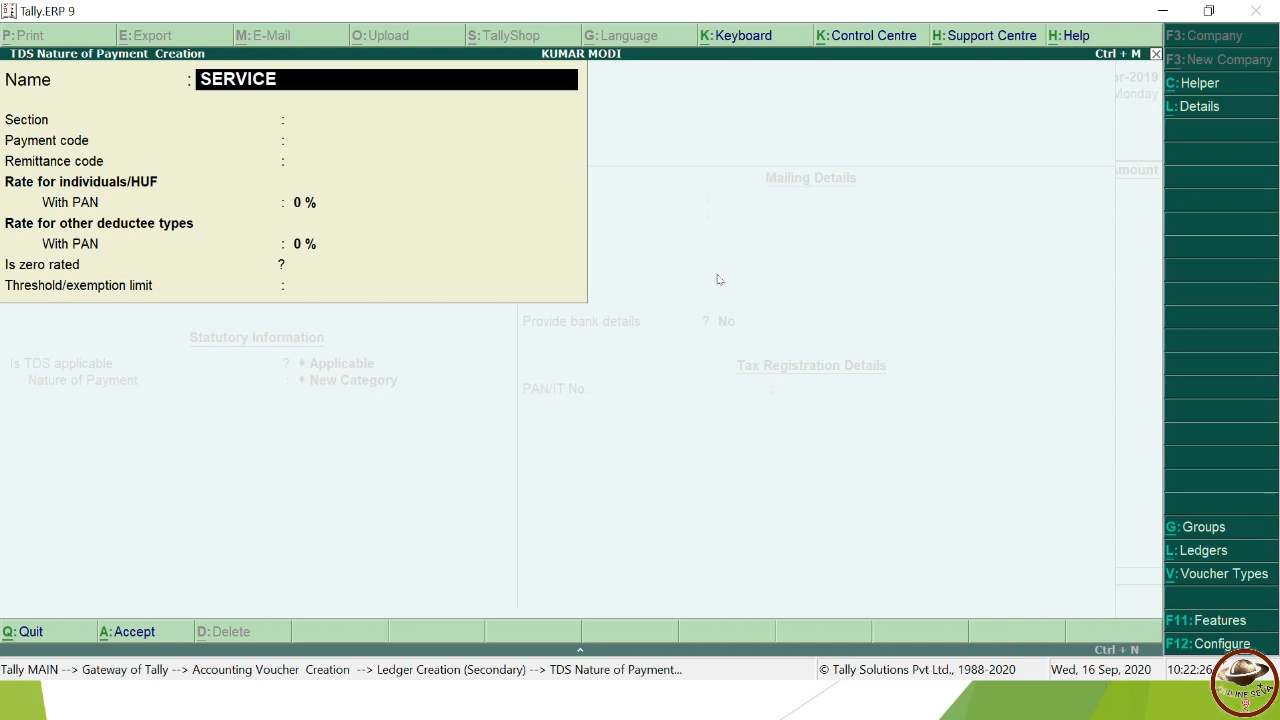 Tally.ERP 9
P: Print E: Export M: E-Mail O: Upload S: TallyShop G: Language K: Keyboard K: Control Centre H: Support Centre H: Help
TDS Nature of Payment Creation KUMAR MODI Ctrl + M
Name : SERVICE
Section :
Payment code :
Remittance code :
Rate for individuals/HUF
With PAN : 0 %
Rate for other deductee types
With PAN : 0 %
Is zero rated ?
Threshold/exemption limit :
r-2019
Monday
mount
Mailing Details
:
:
Provide bank details ? No
Statutory Information
Is TDS applicable ? ♦ Applicable
Nature of Payment : ♦ New Category
Tax Registration Details
PAN/IT No. :
F3: Company
F3: New Company
C: Helper
L: Details
G: Groups
L: Ledgers
V: Voucher Types
F11: Features
F12: Configure
Q: Quit A: Accept D: Delete
Ctrl + N
Tally MAIN --> Gateway of Tally --> Accounting Voucher Creation --> Ledger Creation (Secondary) --> TDS Nature of Payment... © Tally Solutions Pvt Ltd., 1988-2020 Wed, 16 Sep, 2020 10:22:26
ONLINE SEVA